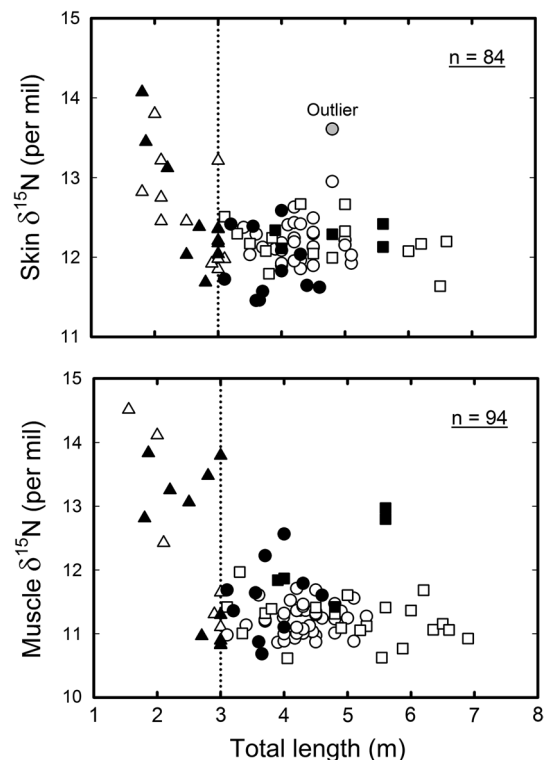 15
14
13
12
11
Skin δ¹⁵N (per mil)
n = 84
Outlier
15
14
13
12
11
10
Muscle δ¹⁵N (per mil)
n = 94
1 2 3 4 5 6 7 8
Total length (m)